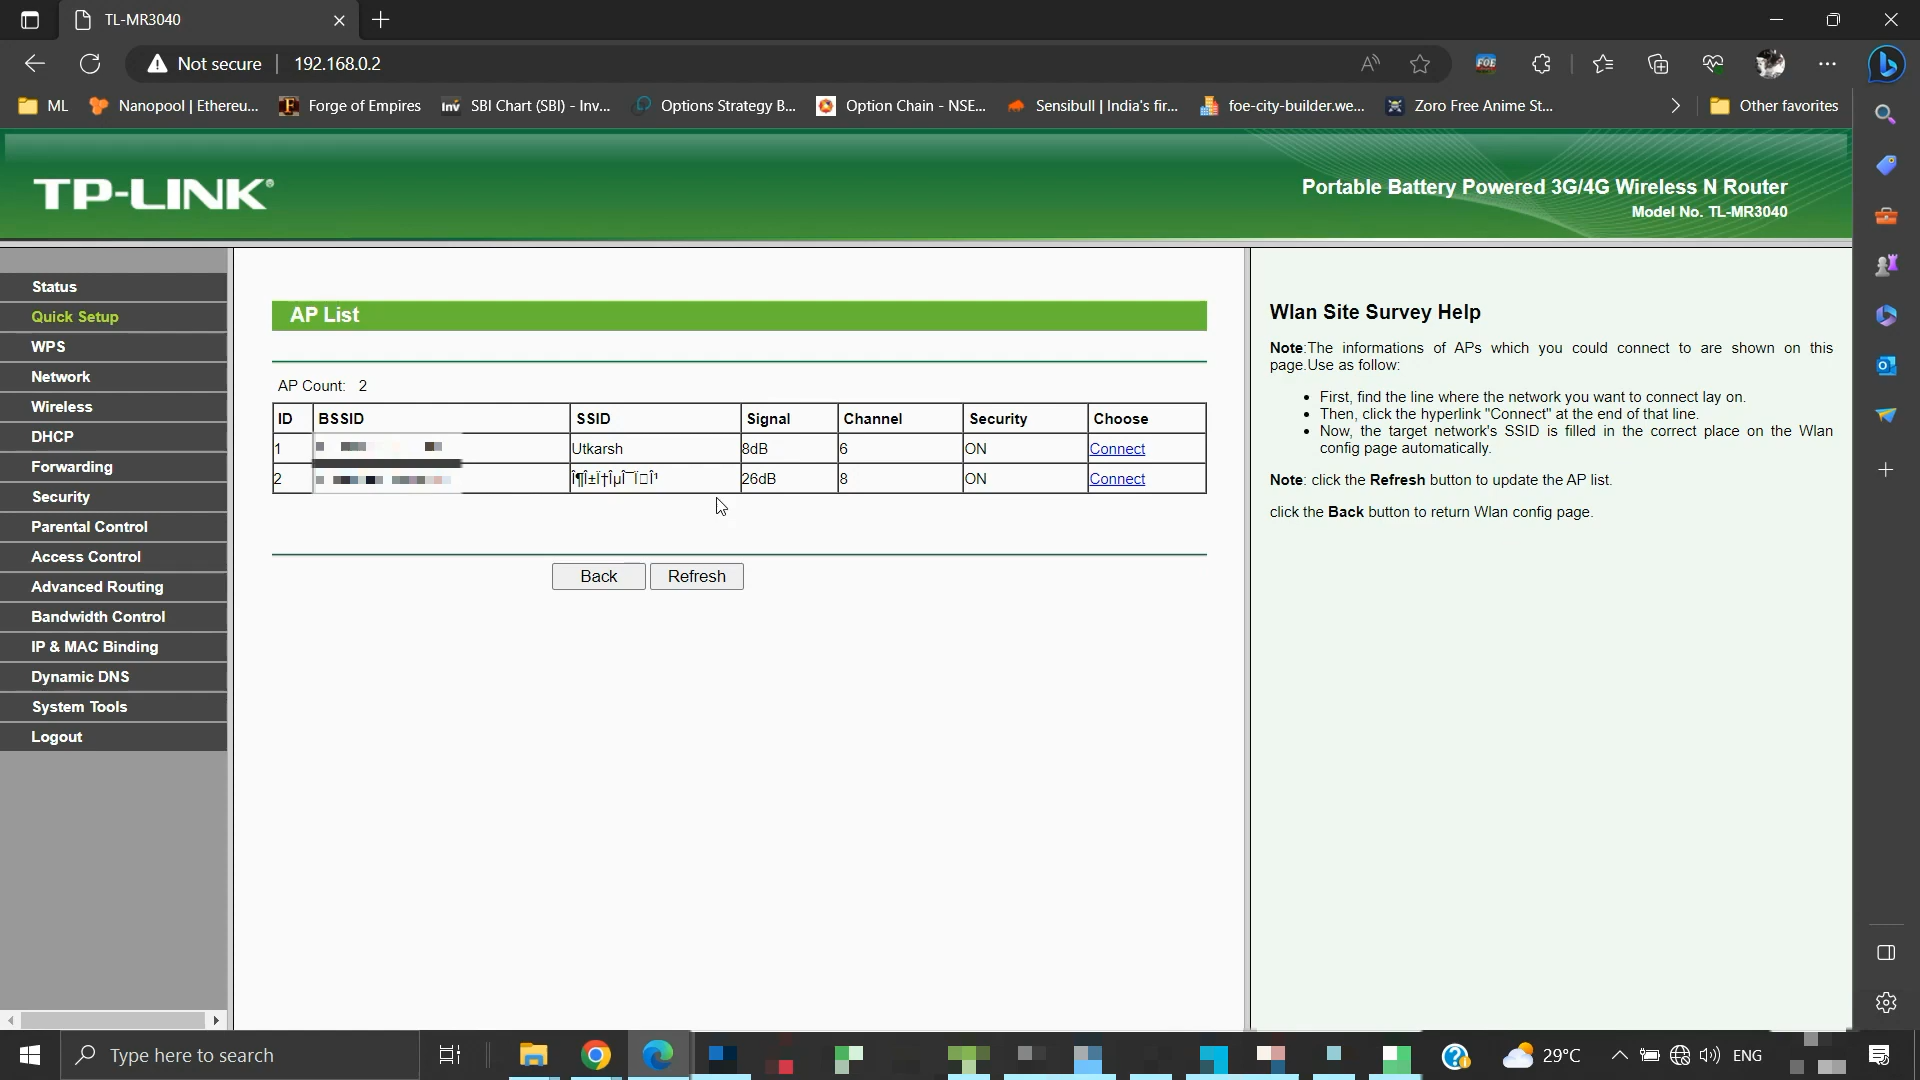 TL-MR3040
Not secure 192.168.0.2
ML Nanopool | Ethereu... Forge of Empires SBI Chart (SBI) - Inv... Options Strategy B... Option Chain - NSE... Sensibull | India's fir... foe-city-builder.we... Zoro Free Anime St... Other favorites
TP-LINK®
Portable Battery Powered 3G/4G Wireless N Router
Model No. TL-MR3040
Status
Quick Setup
WPS
Network
Wireless
DHCP
Forwarding
Security
Parental Control
Access Control
Advanced Routing
Bandwidth Control
IP & MAC Binding
Dynamic DNS
System Tools
Logout
AP List
AP Count: 2
ID BSSID SSID Signal Channel Security Choose
1 Utkarsh 8dB 6 ON Connect
2 26dB 8 ON Connect
Back Refresh
Wlan Site Survey Help
Note:The informations of APs which you could connect to are shown on this
page.Use as follow:
• First, find the line where the network you want to connect lay on.
• Then, click the hyperlink "Connect" at the end of that line.
• Now, the target network's SSID is filled in the correct place on the Wlan
config page automatically.
Note: click the Refresh button to update the AP list.
click the Back button to return Wlan config page.
Type here to search
29°C ENG